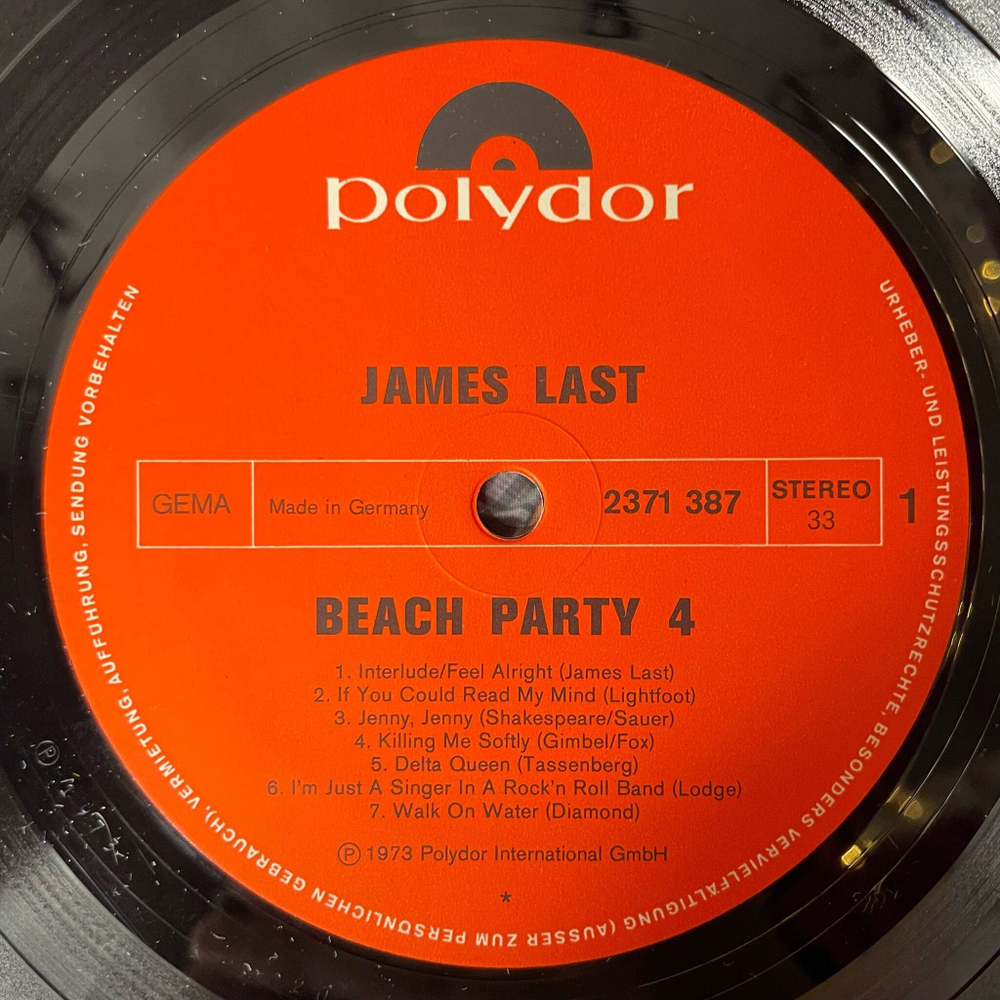 polydor
JAMES LAST
GEMA
Made in Germany
2371 387
STEREO
33
1
BEACH PARTY 4
1. Interlude/Feel Alright (James Last)
2. If You Could Read My Mind (Lightfoot)
3. Jenny, Jenny (Shakespeare/Sauer)
4. Killing Me Softly (Gimbel/Fox)
5. Delta Queen (Tassenberg)
6. I'm Just A Singer In A Rock'n Roll Band (Lodge)
7. Walk On Water (Diamond)
Ⓟ 1973 Polydor International GmbH
*
URHEBER- UND LEISTUNGSSCHUTZRECHTE, BESONDERS VERVIELFÄLTIGUNG (AUSSER ZUM PERSÖNLICHEN GEBRAUCH), VERMIETUNG, AUFFÜHRUNG, SENDUNG VORBEHALTEN